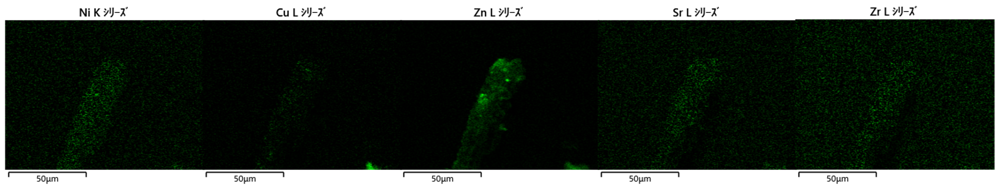 Ni K ｼﾘｰｽﾞ
Cu L ｼﾘｰｽﾞ
Zn L ｼﾘｰｽﾞ
Sr L ｼﾘｰｽﾞ
Zr L ｼﾘｰｽﾞ
50µm
50µm
50µm
50µm
50µm